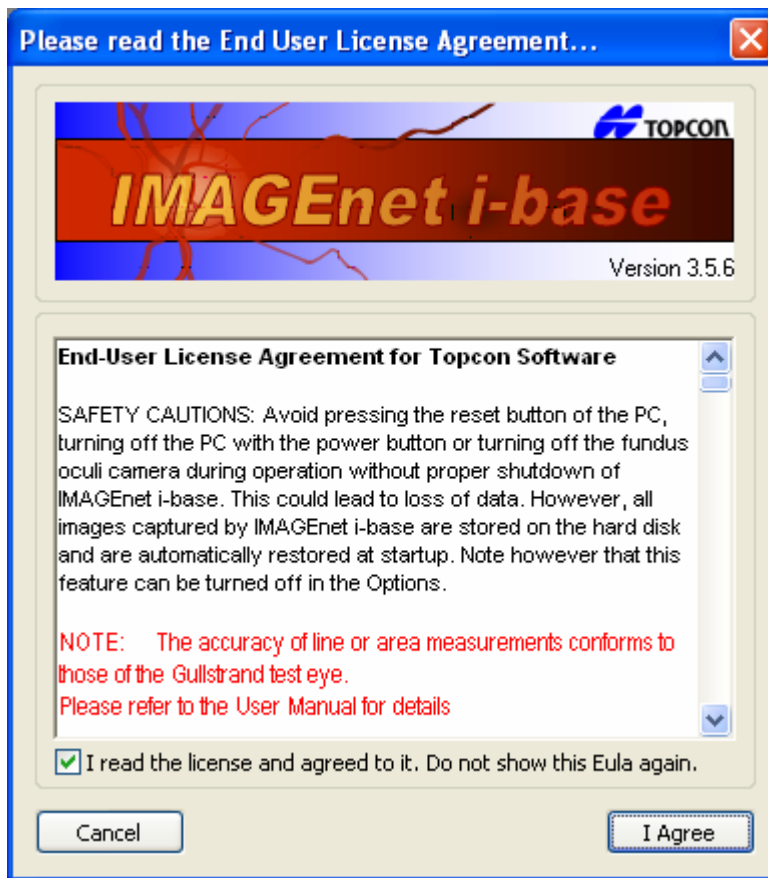 Please read the End User License Agreement...
TOPCON
IMAGEnet i-base
Version 3.5.6
End-User License Agreement for Topcon Software
SAFETY CAUTIONS: Avoid pressing the reset button of the PC,
turning off the PC with the power button or turning off the fundus
oculi camera during operation without proper shutdown of
IMAGEnet i-base. This could lead to loss of data. However, all
images captured by IMAGEnet i-base are stored on the hard disk
and are automatically restored at startup. Note however that this
feature can be turned off in the Options.
NOTE: The accuracy of line or area measurements conforms to
those of the Gullstrand test eye.
Please refer to the User Manual for details
I read the license and agreed to it. Do not show this Eula again.
Cancel
I Agree